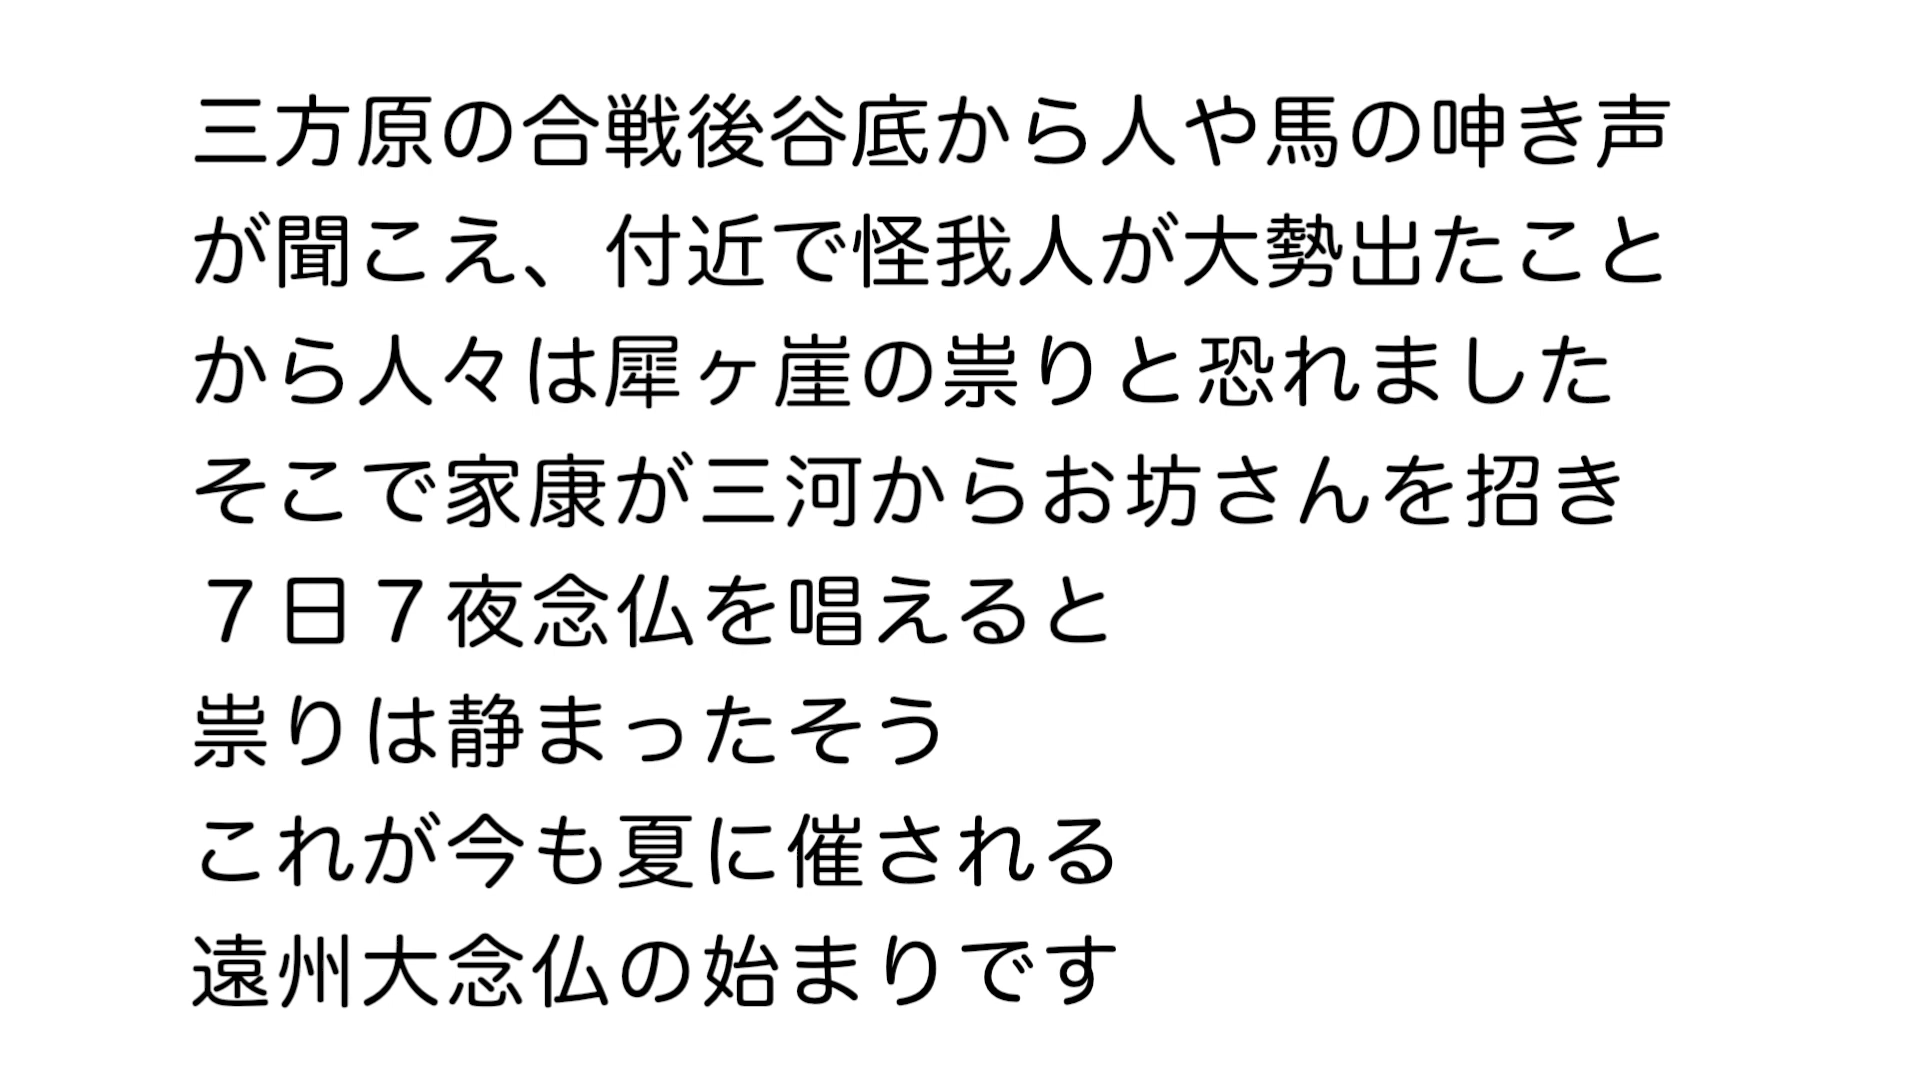 三方原の合戦後谷底から人や馬の呻き声
が聞こえ、付近で怪我人が大勢出たこと
から人々は犀ヶ崖の祟りと恐れました
そこで家康が三河からお坊さんを招き
７日７夜念仏を唱えると
祟りは静まったそう
これが今も夏に催される
遠州大念仏の始まりです